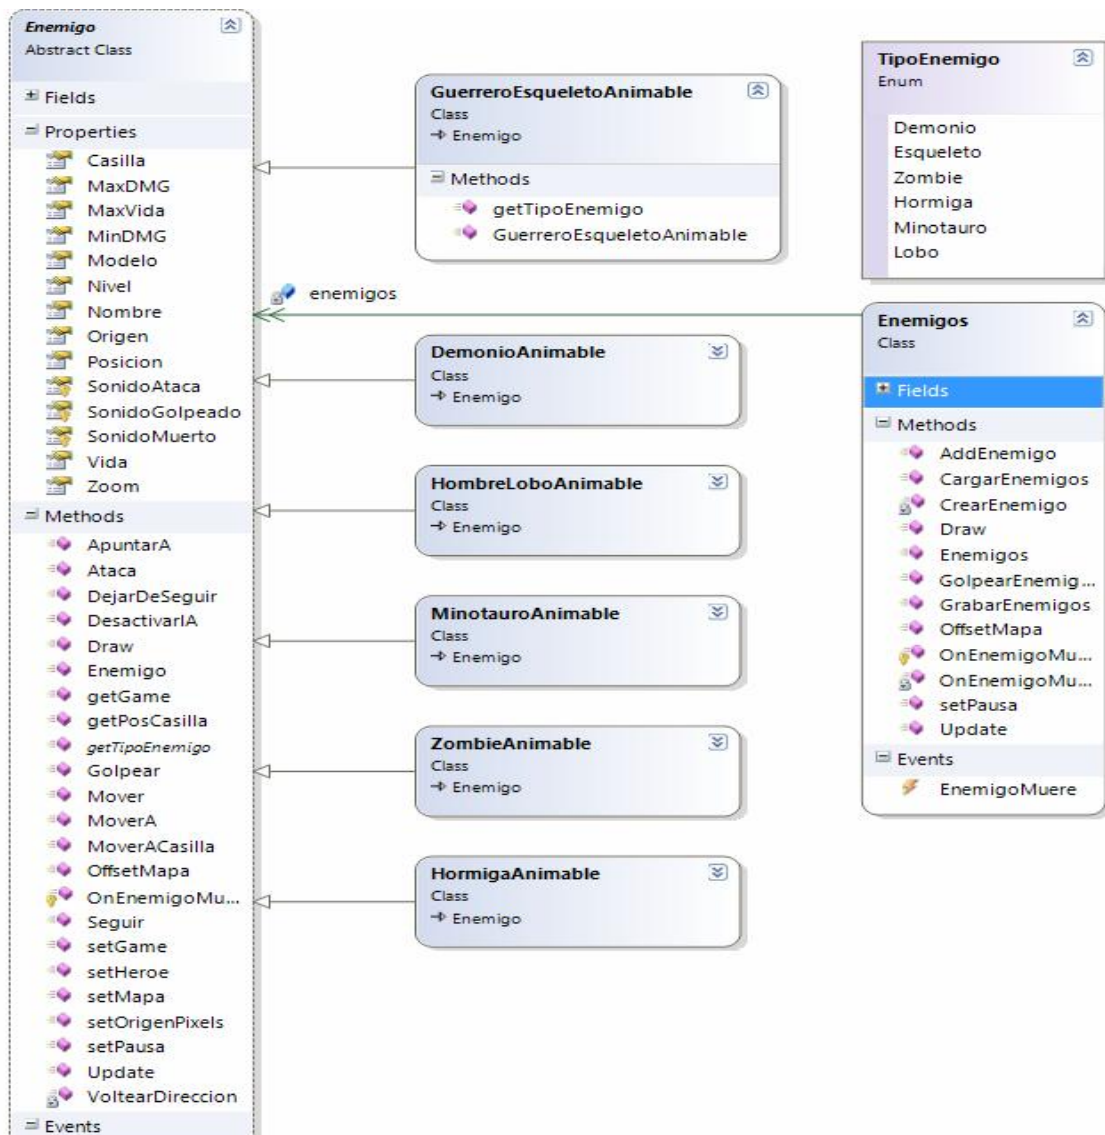 Enemigo
Abstract Class
Fields
Properties
Casilla
MaxDMG
MaxVida
MinDMG
Modelo
Nivel
Nombre
Origen
Posicion
SonidoAtaca
SonidoGolpeado
SonidoMuerto
Vida
Zoom
Methods
ApuntarA
Ataca
DejarDeSeguir
DesactivarIA
Draw
Enemigo
getGame
getPosCasilla
getTipoEnemigo
Golpear
Mover
MoverA
MoverACasilla
OffsetMapa
OnEnemigoMu...
Seguir
setGame
setHeroe
setMapa
setOrigenPixels
setPausa
Update
VoltearDireccion
Events
GuerreroEsqueletoAnimable
Class
Enemigo
Methods
getTipoEnemigo
GuerreroEsqueletoAnimable
enemigos
DemonioAnimable
Class
Enemigo
HombreLoboAnimable
Class
Enemigo
MinotauroAnimable
Class
Enemigo
ZombieAnimable
Class
Enemigo
HormigaAnimable
Class
Enemigo
TipoEnemigo
Enum
Demonio
Esqueleto
Zombie
Hormiga
Minotauro
Lobo
Enemigos
Class
Fields
Methods
AddEnemigo
CargarEnemigos
CrearEnemigo
Draw
Enemigos
GolpearEnemig...
GrabarEnemigos
OffsetMapa
OnEnemigoMu...
OnEnemigoMu...
setPausa
Update
Events
EnemigoMuere